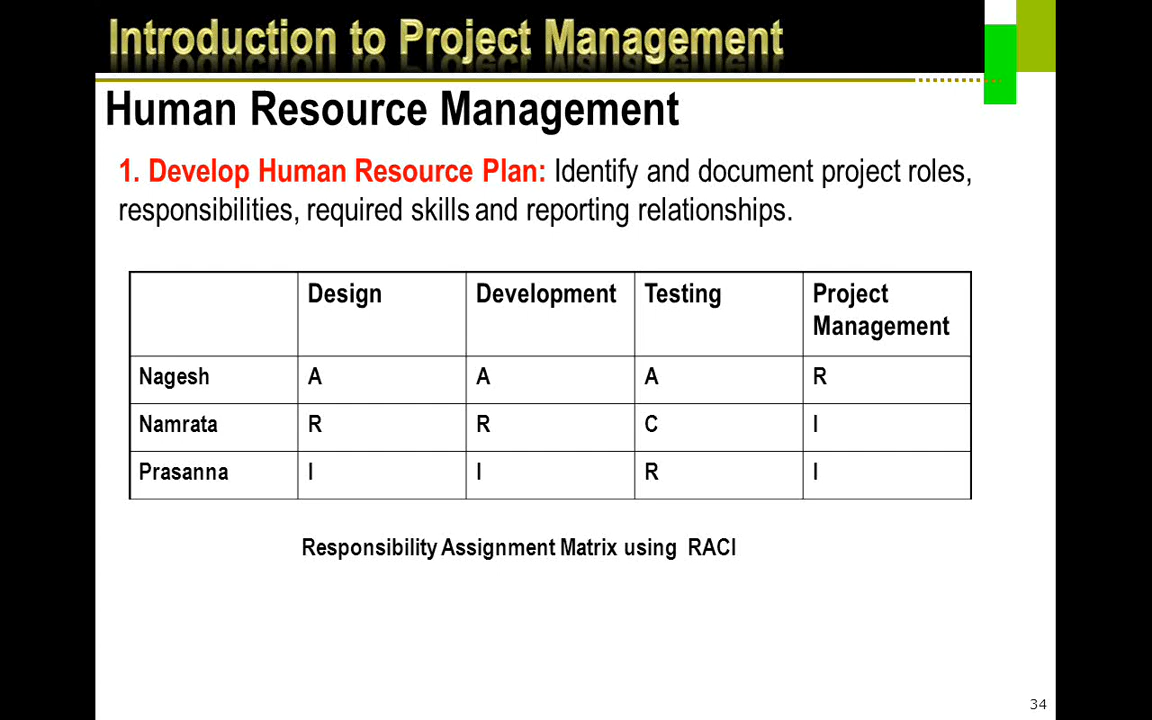 Introduction to Project Management
Human Resource Management
1. Develop Human Resource Plan: Identify and document project roles,
responsibilities, required skills and reporting relationships.
Design Development Testing Project
Management
Nagesh A A A R
Namrata R R C I
Prasanna I I R I
Responsibility Assignment Matrix using RACI
34